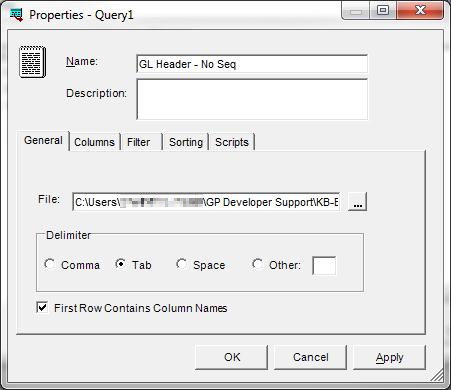 Properties - Query1
Name:
GL Header - No Seq
Description:
General Columns Filter Sorting Scripts
File: C:\Users\ \GP Developer Support\KB-E ...
Delimiter
Comma Tab Space Other:
First Row Contains Column Names
OK Cancel Apply